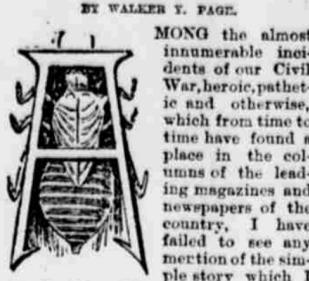 BY WALKER Y. PAGE.
A
MONG the almost
innumerable inci-
dents of our Civil
War, heroic, pathet-
ic and otherwise,
which from time to
time have found a
place in the col-
umns of the lead-
ing magazines and
newspapers of the
country, I have
failed to see any
mertion of the sim-
ple story which I